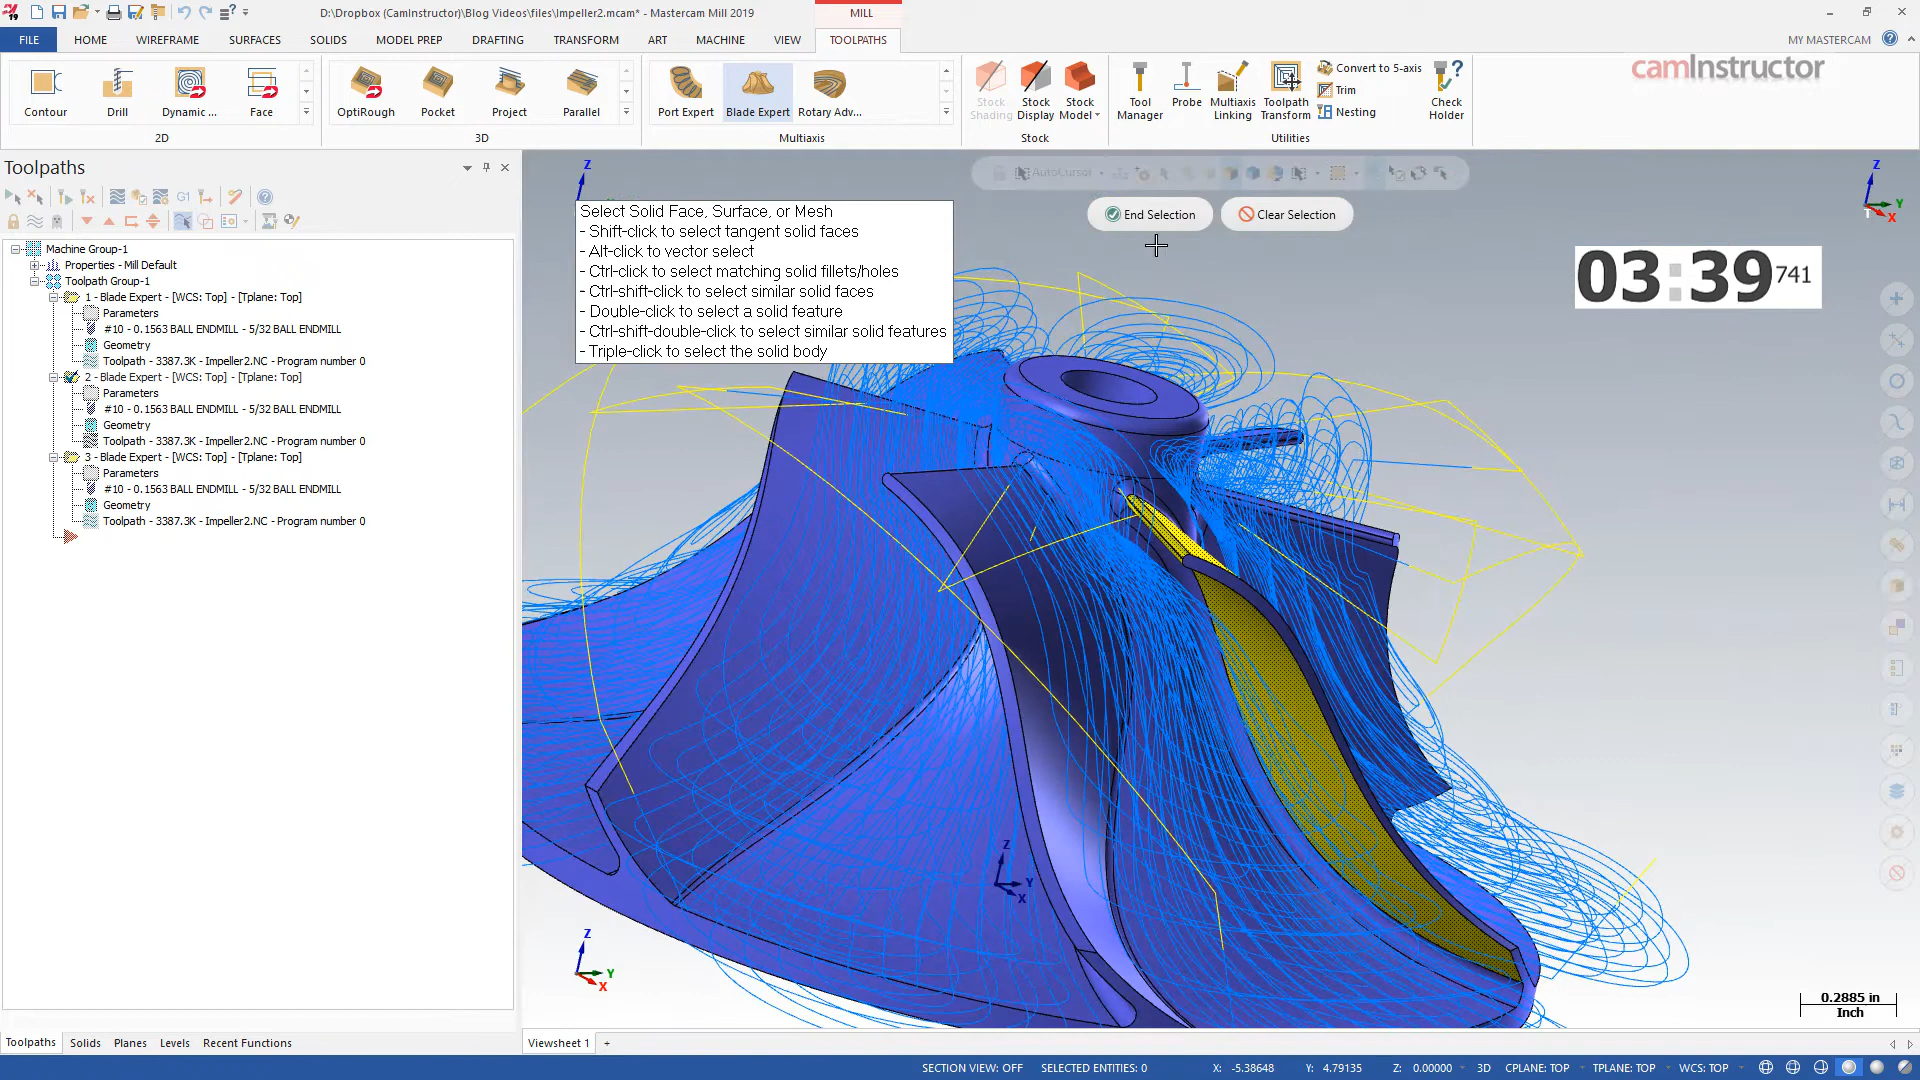 D:\Dropbox (CamInstructor)\Blog Videos\files\Impeller2.mcam* - Mastercam Mill 2019
MILL
FILE
HOME
WIREFRAME
SURFACES
SOLIDS
MODEL PREP
DRAFTING
TRANSFORM
ART
MACHINE
VIEW
TOOLPATHS
MY MASTERCAM
Contour
Drill
Dynamic ...
Face
2D
OptiRough
Pocket
Project
Parallel
3D
Port Expert
Blade Expert
Rotary Adv...
Multiaxis
Stock Shading
Stock Display
Stock Model
Stock
Tool Manager
Probe
Multiaxis Linking
Toolpath Transform
Convert to 5-axis
Trim
Nesting
Utilities
Check Holder
camInstructor
Toolpaths
G1
Machine Group-1
Properties - Mill Default
Toolpath Group-1
1 - Blade Expert - [WCS: Top] - [Tplane: Top]
Parameters
#10 - 0.1563 BALL ENDMILL - 5/32 BALL ENDMILL
Geometry
Toolpath - 3387.3K - Impeller2.NC - Program number 0
2 - Blade Expert - [WCS: Top] - [Tplane: Top]
Parameters
#10 - 0.1563 BALL ENDMILL - 5/32 BALL ENDMILL
Geometry
Toolpath - 3387.3K - Impeller2.NC - Program number 0
3 - Blade Expert - [WCS: Top] - [Tplane: Top]
Parameters
#10 - 0.1563 BALL ENDMILL - 5/32 BALL ENDMILL
Geometry
Toolpath - 3387.3K - Impeller2.NC - Program number 0
AutoCursor
Select Solid Face, Surface, or Mesh
- Shift-click to select tangent solid faces
- Alt-click to vector select
- Ctrl-click to select matching solid fillets/holes
- Ctrl-shift-click to select similar solid faces
- Double-click to select a solid feature
- Ctrl-shift-double-click to select similar solid features
- Triple-click to select the solid body
End Selection
Clear Selection
03:39 741
Z
Z
Y
X
T
Z
Y
X
Z
Y
X
0.2885 in
Inch
Toolpaths
Solids
Planes
Levels
Recent Functions
Viewsheet 1
+
SECTION VIEW: OFF
SELECTED ENTITIES: 0
X: -5.38648
Y: 4.79135
Z: 0.00000
3D
CPLANE: TOP
TPLANE: TOP
WCS: TOP